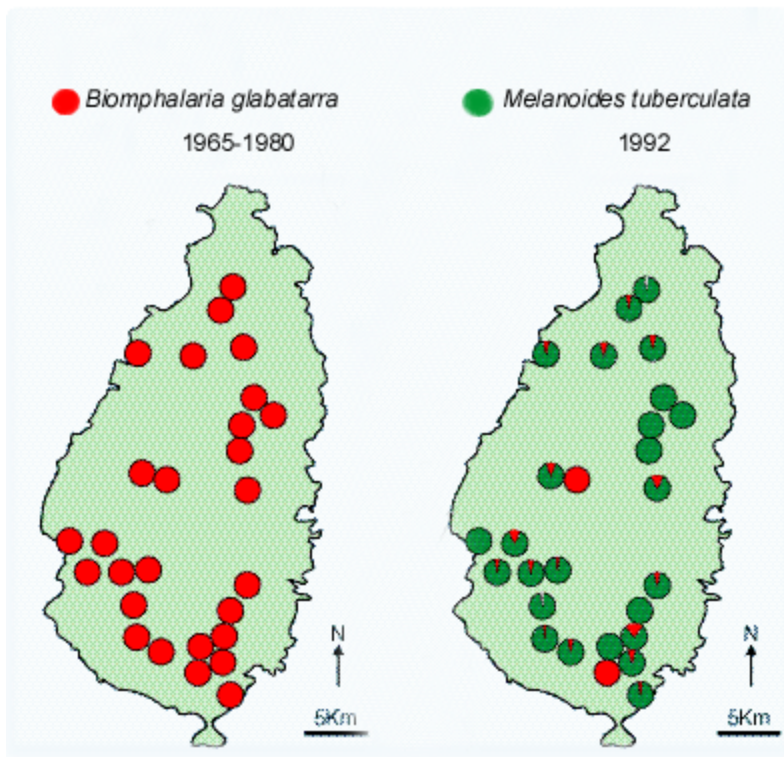 Biomphalaria glabatarra
1965-1980
Melanoides tuberculata
1992
N
5Km
N
5Km